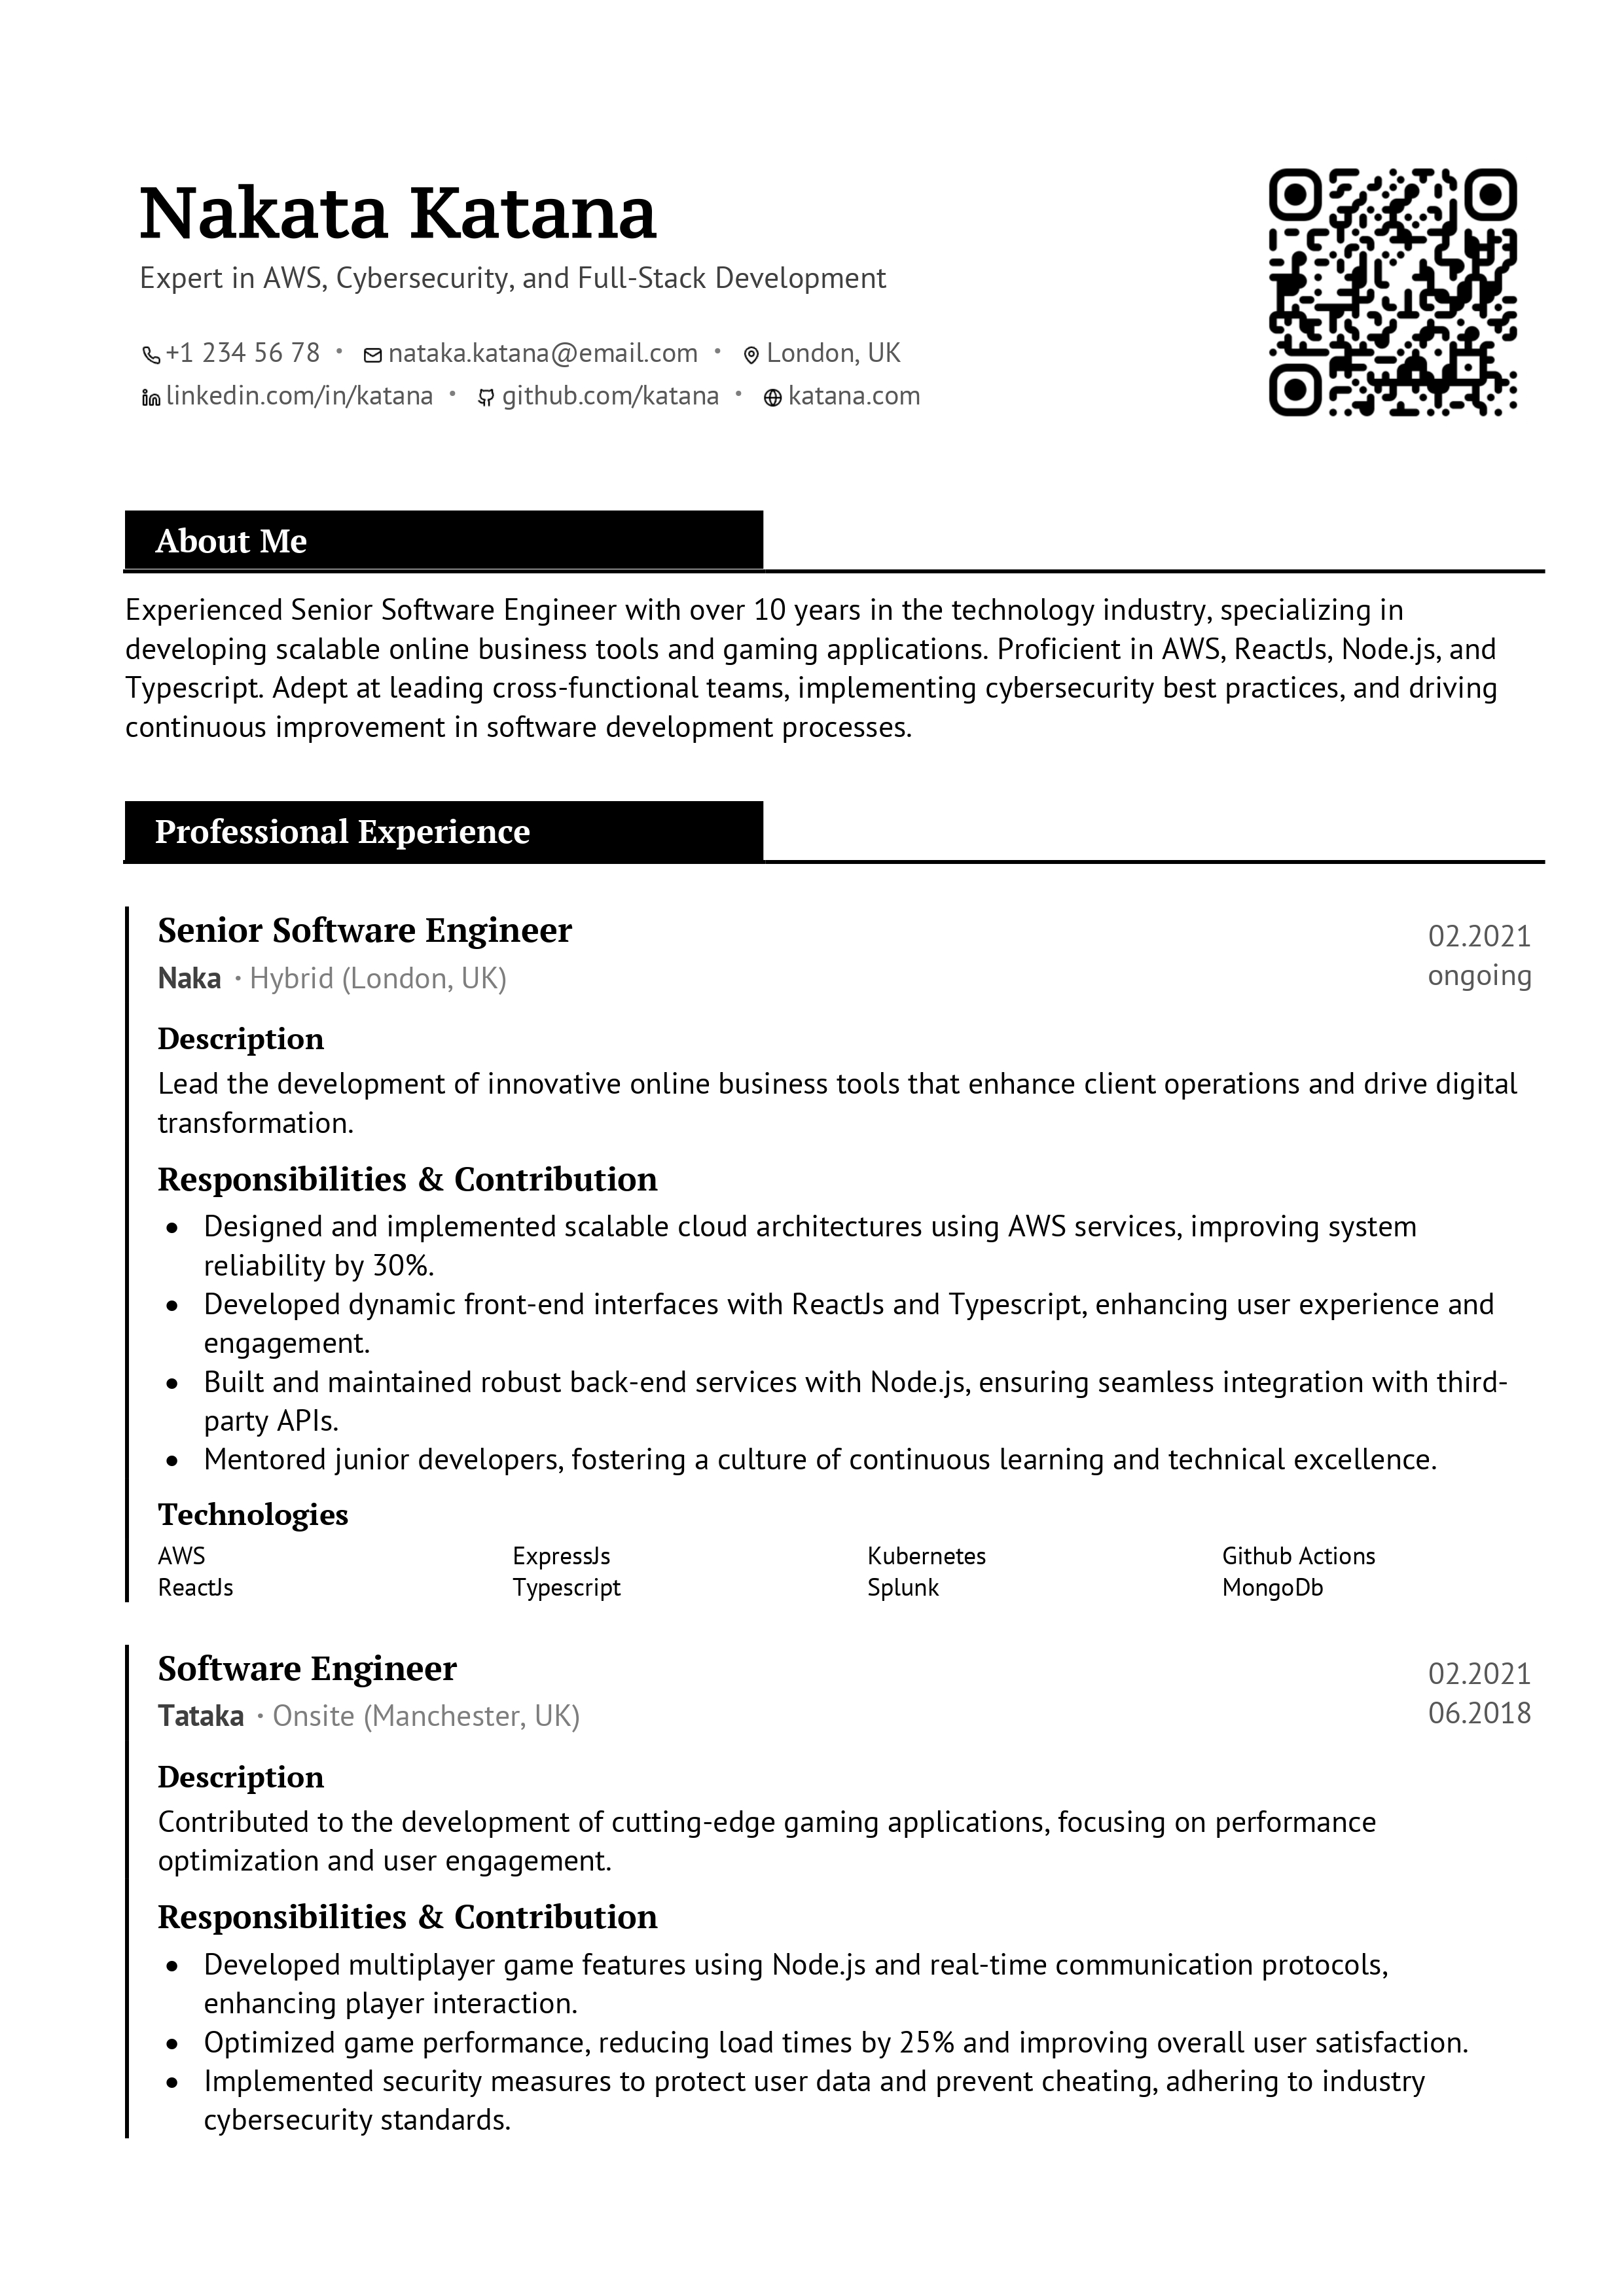 Nakata Katana
Expert in AWS, Cybersecurity, and Full-Stack Development
+1 234 56 78 • nataka.katana@email.com • London, UK
linkedin.com/in/katana • github.com/katana • katana.com
About Me
Experienced Senior Software Engineer with over 10 years in the technology industry, specializing in
developing scalable online business tools and gaming applications. Proficient in AWS, ReactJs, Node.js, and
Typescript. Adept at leading cross-functional teams, implementing cybersecurity best practices, and driving
continuous improvement in software development processes.
Professional Experience
Senior Software Engineer
02.2021
Naka · Hybrid (London, UK)
ongoing
Description
Lead the development of innovative online business tools that enhance client operations and drive digital
transformation.
Responsibilities & Contribution
• Designed and implemented scalable cloud architectures using AWS services, improving system
reliability by 30%.
• Developed dynamic front-end interfaces with ReactJs and Typescript, enhancing user experience and
engagement.
• Built and maintained robust back-end services with Node.js, ensuring seamless integration with third-
party APIs.
• Mentored junior developers, fostering a culture of continuous learning and technical excellence.
Technologies
AWS ExpressJs Kubernetes Github Actions
ReactJs Typescript Splunk MongoDb
Software Engineer
02.2021
Tataka · Onsite (Manchester, UK)
06.2018
Description
Contributed to the development of cutting-edge gaming applications, focusing on performance
optimization and user engagement.
Responsibilities & Contribution
• Developed multiplayer game features using Node.js and real-time communication protocols,
enhancing player interaction.
• Optimized game performance, reducing load times by 25% and improving overall user satisfaction.
• Implemented security measures to protect user data and prevent cheating, adhering to industry
cybersecurity standards.